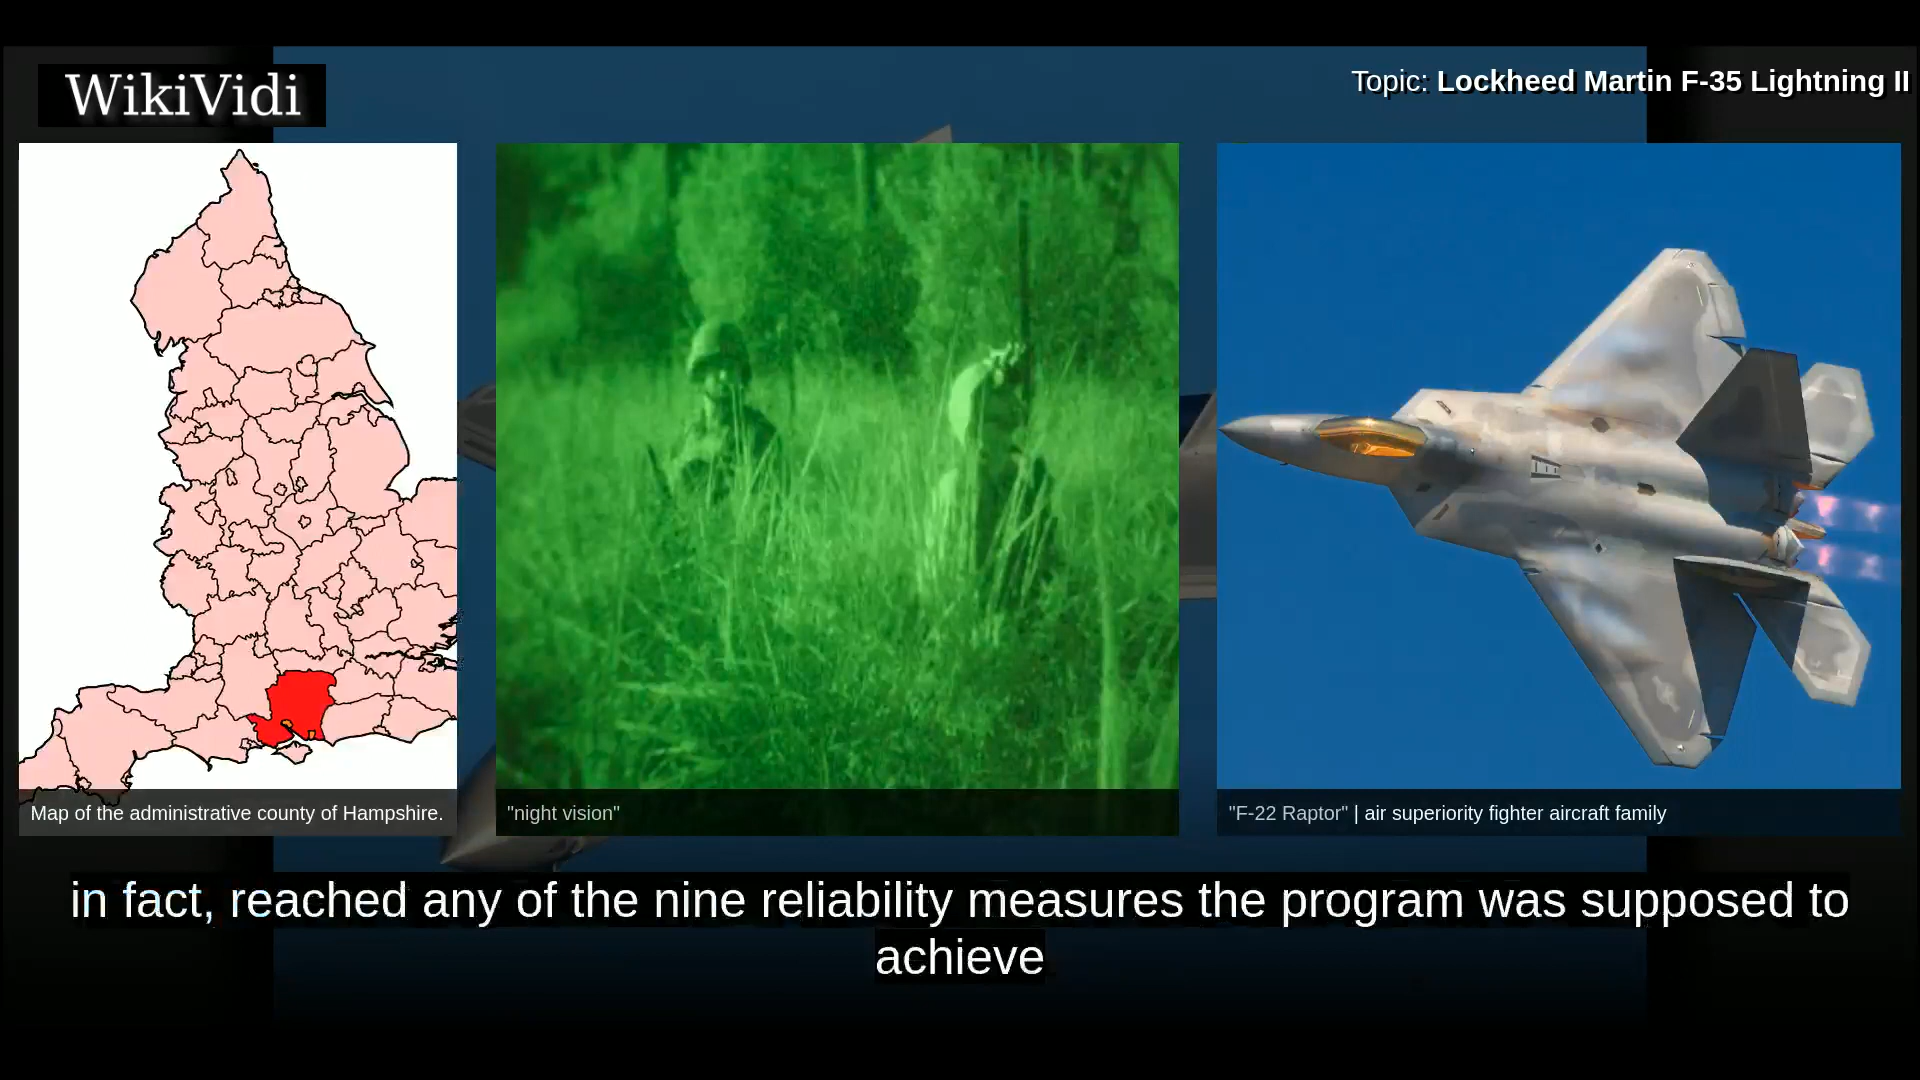 WikiVidi
Topic: Lockheed Martin F-35 Lightning II
Map of the administrative county of Hampshire.
"night vision"
"F-22 Raptor" | air superiority fighter aircraft family
in fact, reached any of the nine reliability measures the program was supposed to
achieve